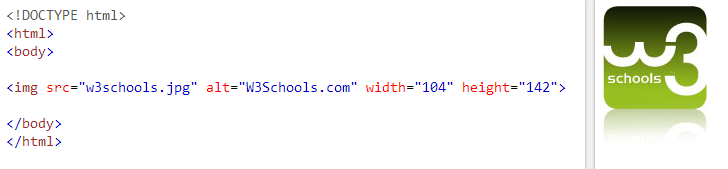 <!DOCTYPE html>
<html>
<body>
<img src="w3schools.jpg" alt="W3Schools.com" width="104" height="142">
</body>
</html>
w3
schools